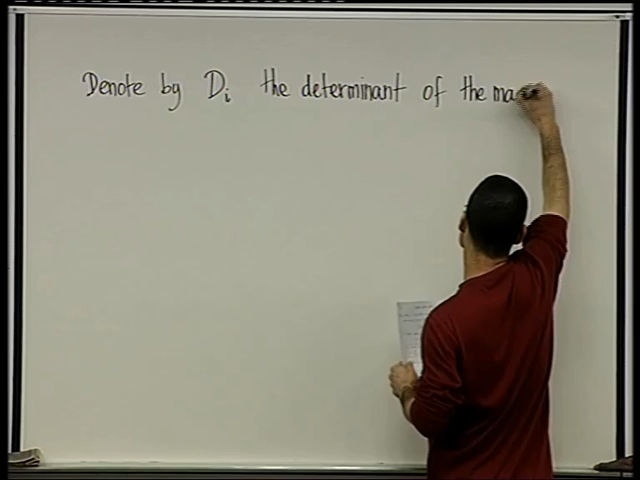 Denote by Di the determinant of the ma